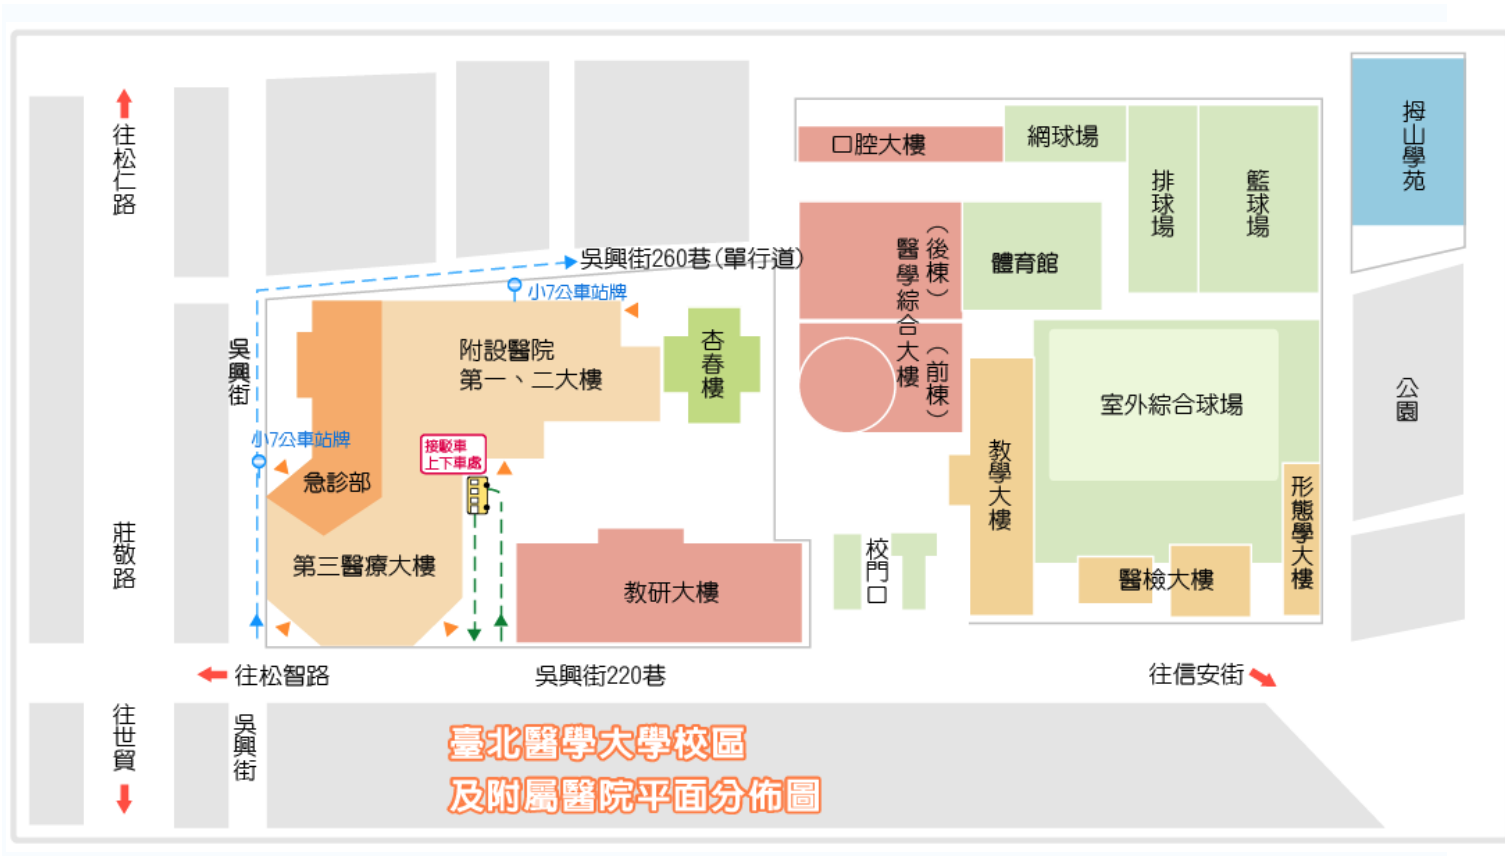 往松仁路
口腔大樓
網球場
排球場
籃球場
拇山學苑
吳興街260巷(單行道)
小7公車站牌
醫學綜合大樓
(後棟)
(前棟)
體育館
吳興街
附設醫院
第一、二大樓
杏春樓
室外綜合球場
公園
小7公車站牌
接駁車
上下車處
急診部
教學大樓
形態學大樓
莊敬路
第三醫療大樓
教研大樓
校門口
醫檢大樓
往松智路
吳興街220巷
往信安街
往世貿
吳興街
臺北醫學大學校區
及附屬醫院平面分佈圖